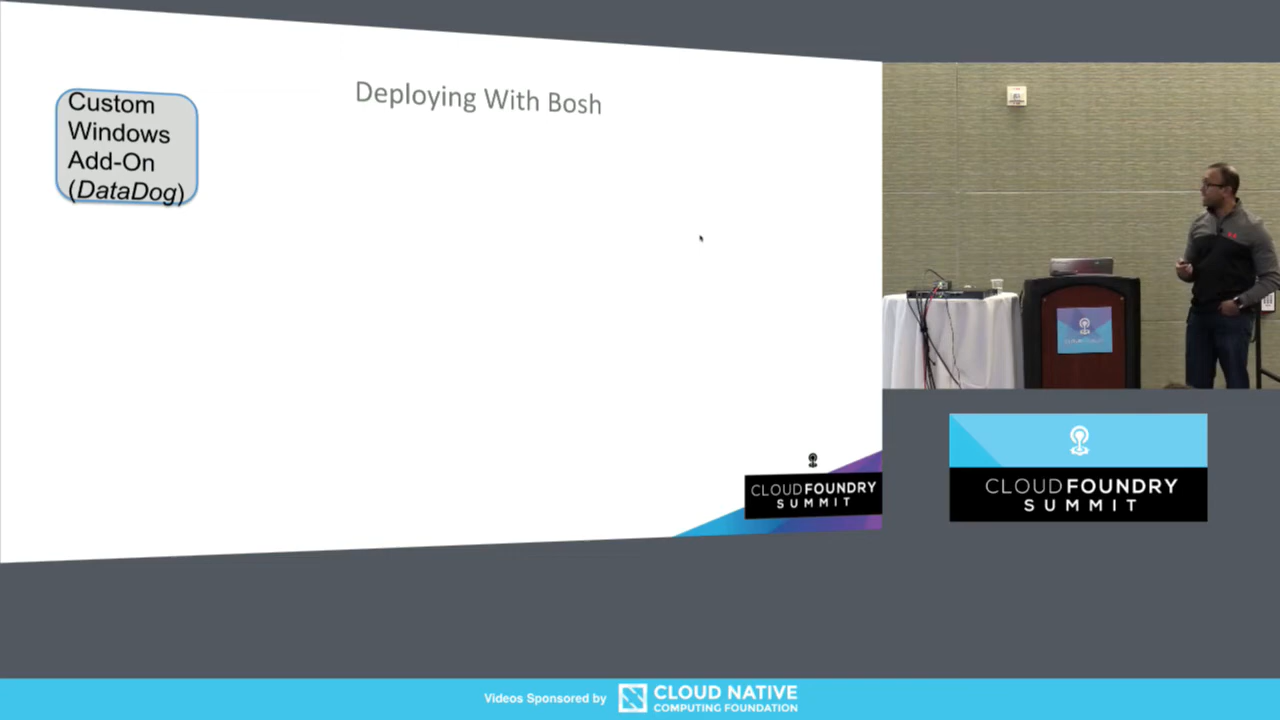 Deploying With Bosh
Custom
Windows
Add-On
(DataDog)
CLOUDFOUNDRY
SUMMIT
CLOUDFOUNDRY
SUMMIT
Videos Sponsored by
CLOUD NATIVE
COMPUTING FOUNDATION